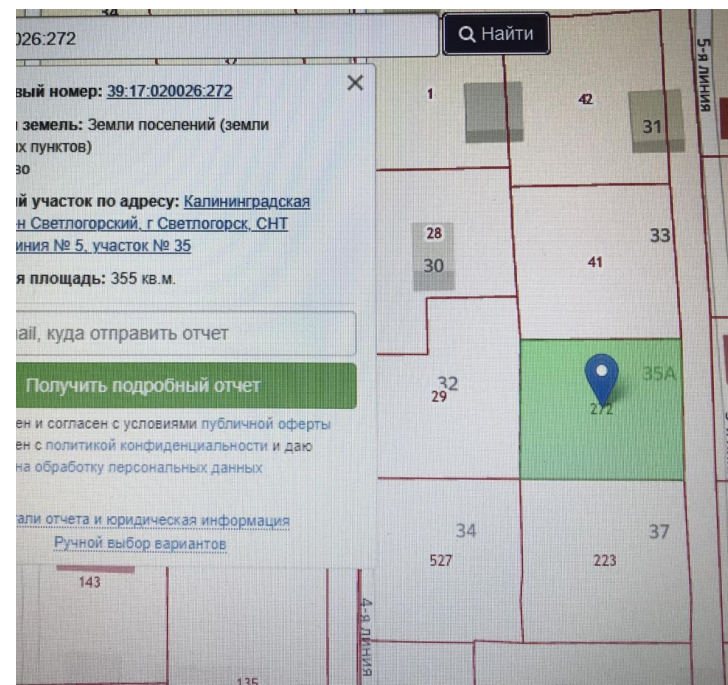 34
026:272
Найти
вый номер: 39:17:020026:272
земель: Земли поселений (земли
х пунктов)
во
й участок по адресу: Калининградская
н Светлогорский, г Светлогорск, СНТ
иния № 5, участок № 35
я площадь: 355 кв.м.
ail, куда отправить отчет
Получить подробный отчет
ен и согласен с условиями публичной оферты
ен с политикой конфиденциальности и даю
на обработку персональных данных
али отчета и юридическая информация
Ручной выбор вариантов
5-я линия
1
42
31
28
30
33
41
32
29
35А
272
34
527
37
223
143
4-я линия
135